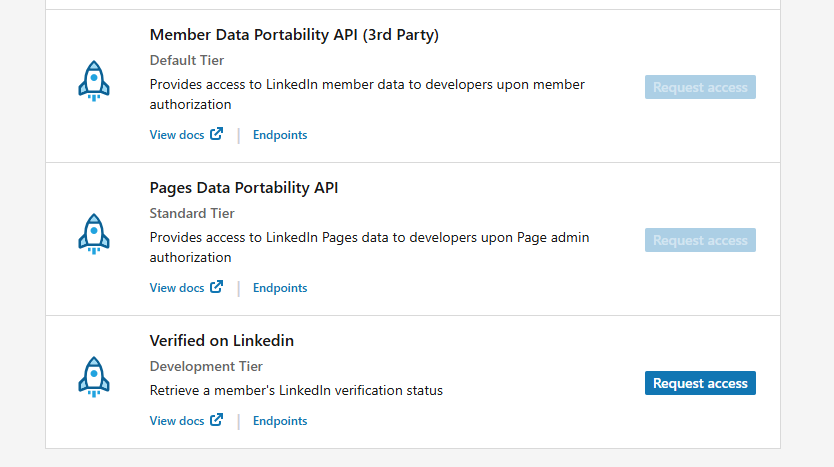 Member Data Portability API (3rd Party)
Default Tier
Provides access to LinkedIn member data to developers upon member
authorization
Request access
View docs | Endpoints
Pages Data Portability API
Standard Tier
Provides access to LinkedIn Pages data to developers upon Page admin
authorization
Request access
View docs | Endpoints
Verified on Linkedin
Development Tier
Retrieve a member's LinkedIn verification status
Request access
View docs | Endpoints